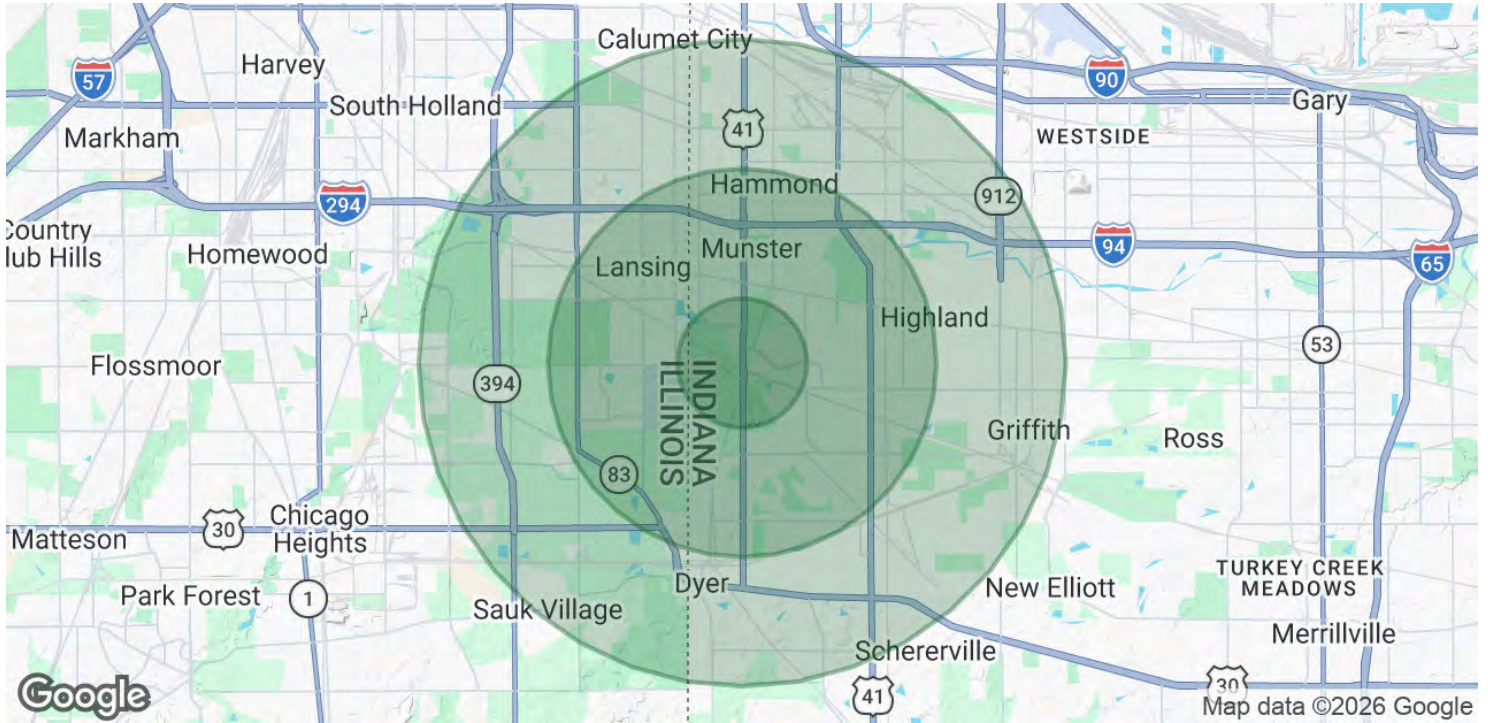 Calumet City
57
Harvey
90
South Holland
Gary
41
Markham
WESTSIDE
Hammond
912
294
Country
lub Hills
Homewood
Munster
94
65
Lansing
Highland
53
Flossmoor
394
INDIANA
ILLINOIS
Griffith
Ross
83
30
Chicago
Heights
Matteson
TURKEY CREEK
MEADOWS
Dyer
New Elliott
Park Forest
1
Sauk Village
Merrillville
Schererville
41
30
Google
Map data ©2026 Google